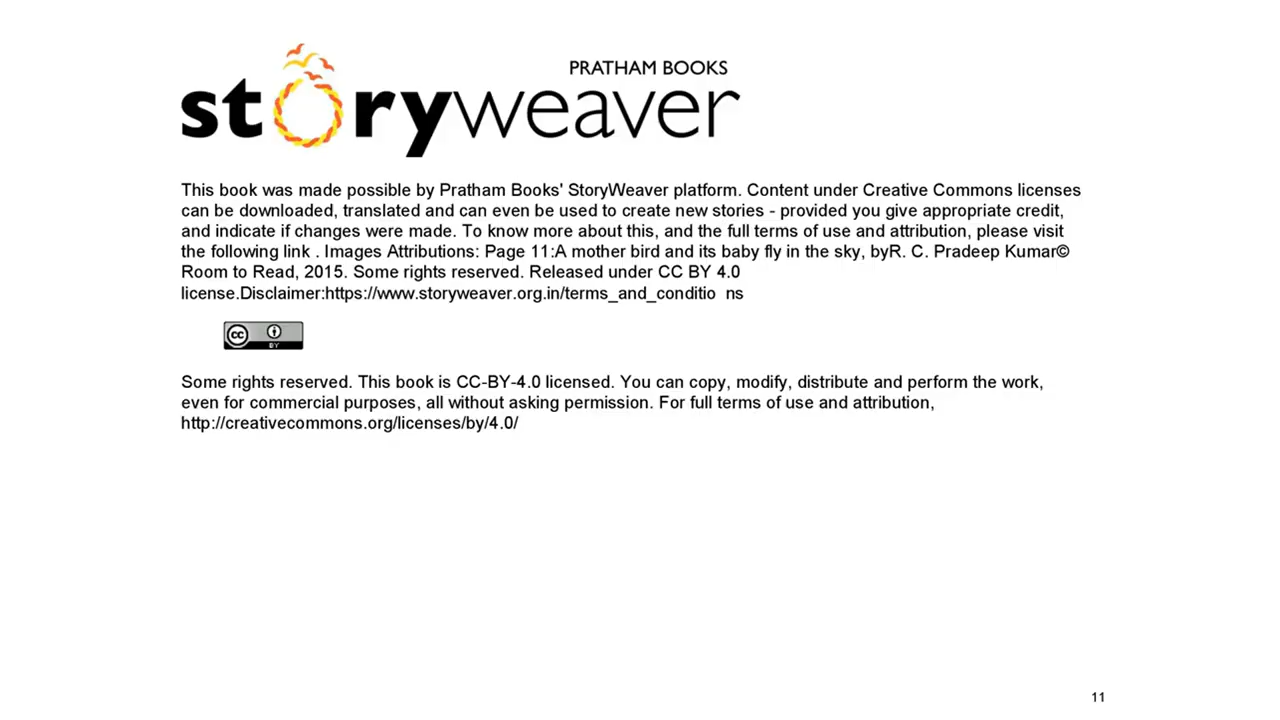 PRATHAM BOOKS
storyweaver
This book was made possible by Pratham Books' StoryWeaver platform. Content under Creative Commons licenses
can be downloaded, translated and can even be used to create new stories - provided you give appropriate credit,
and indicate if changes were made. To know more about this, and the full terms of use and attribution, please visit
the following link . Images Attributions: Page 11:A mother bird and its baby fly in the sky, byR. C. Pradeep Kumar©
Room to Read, 2015. Some rights reserved. Released under CC BY 4.0
license.Disclaimer:https://www.storyweaver.org.in/terms_and_conditio ns
cc BY
Some rights reserved. This book is CC-BY-4.0 licensed. You can copy, modify, distribute and perform the work,
even for commercial purposes, all without asking permission. For full terms of use and attribution,
http://creativecommons.org/licenses/by/4.0/
11